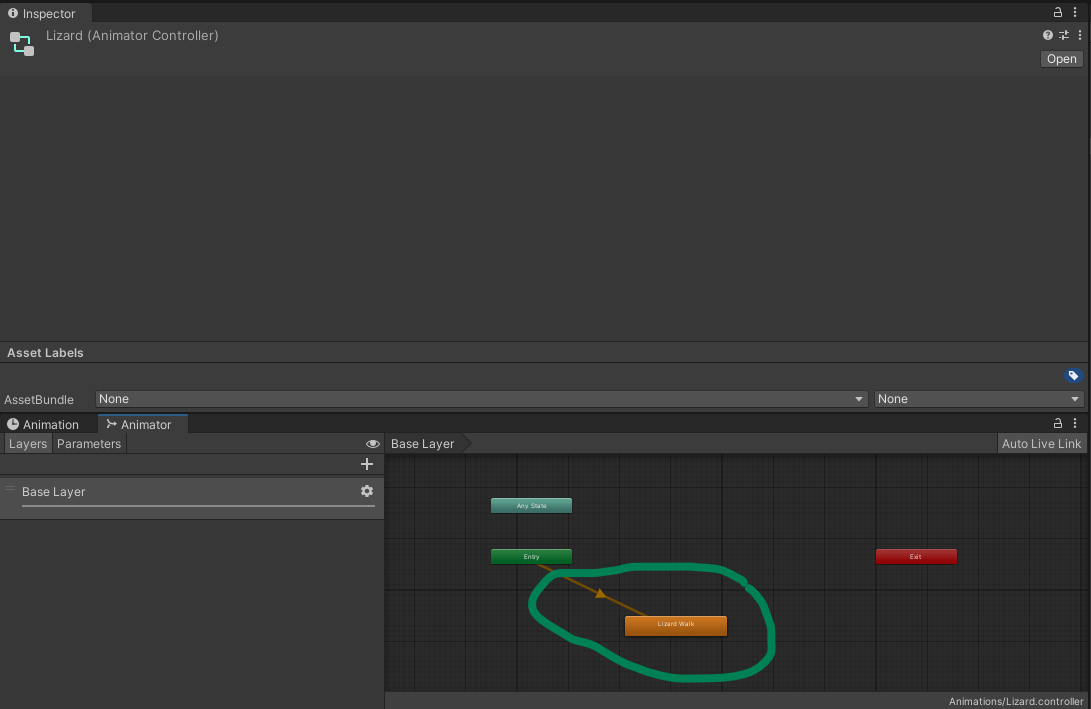 Inspector
Lizard (Animator Controller)
Open
Asset Labels
AssetBundle None None
Animation Animator
Layers Parameters Base Layer Auto Live Link
Base Layer
Any State
Entry Exit
Lizard Walk
Animations/Lizard.controller